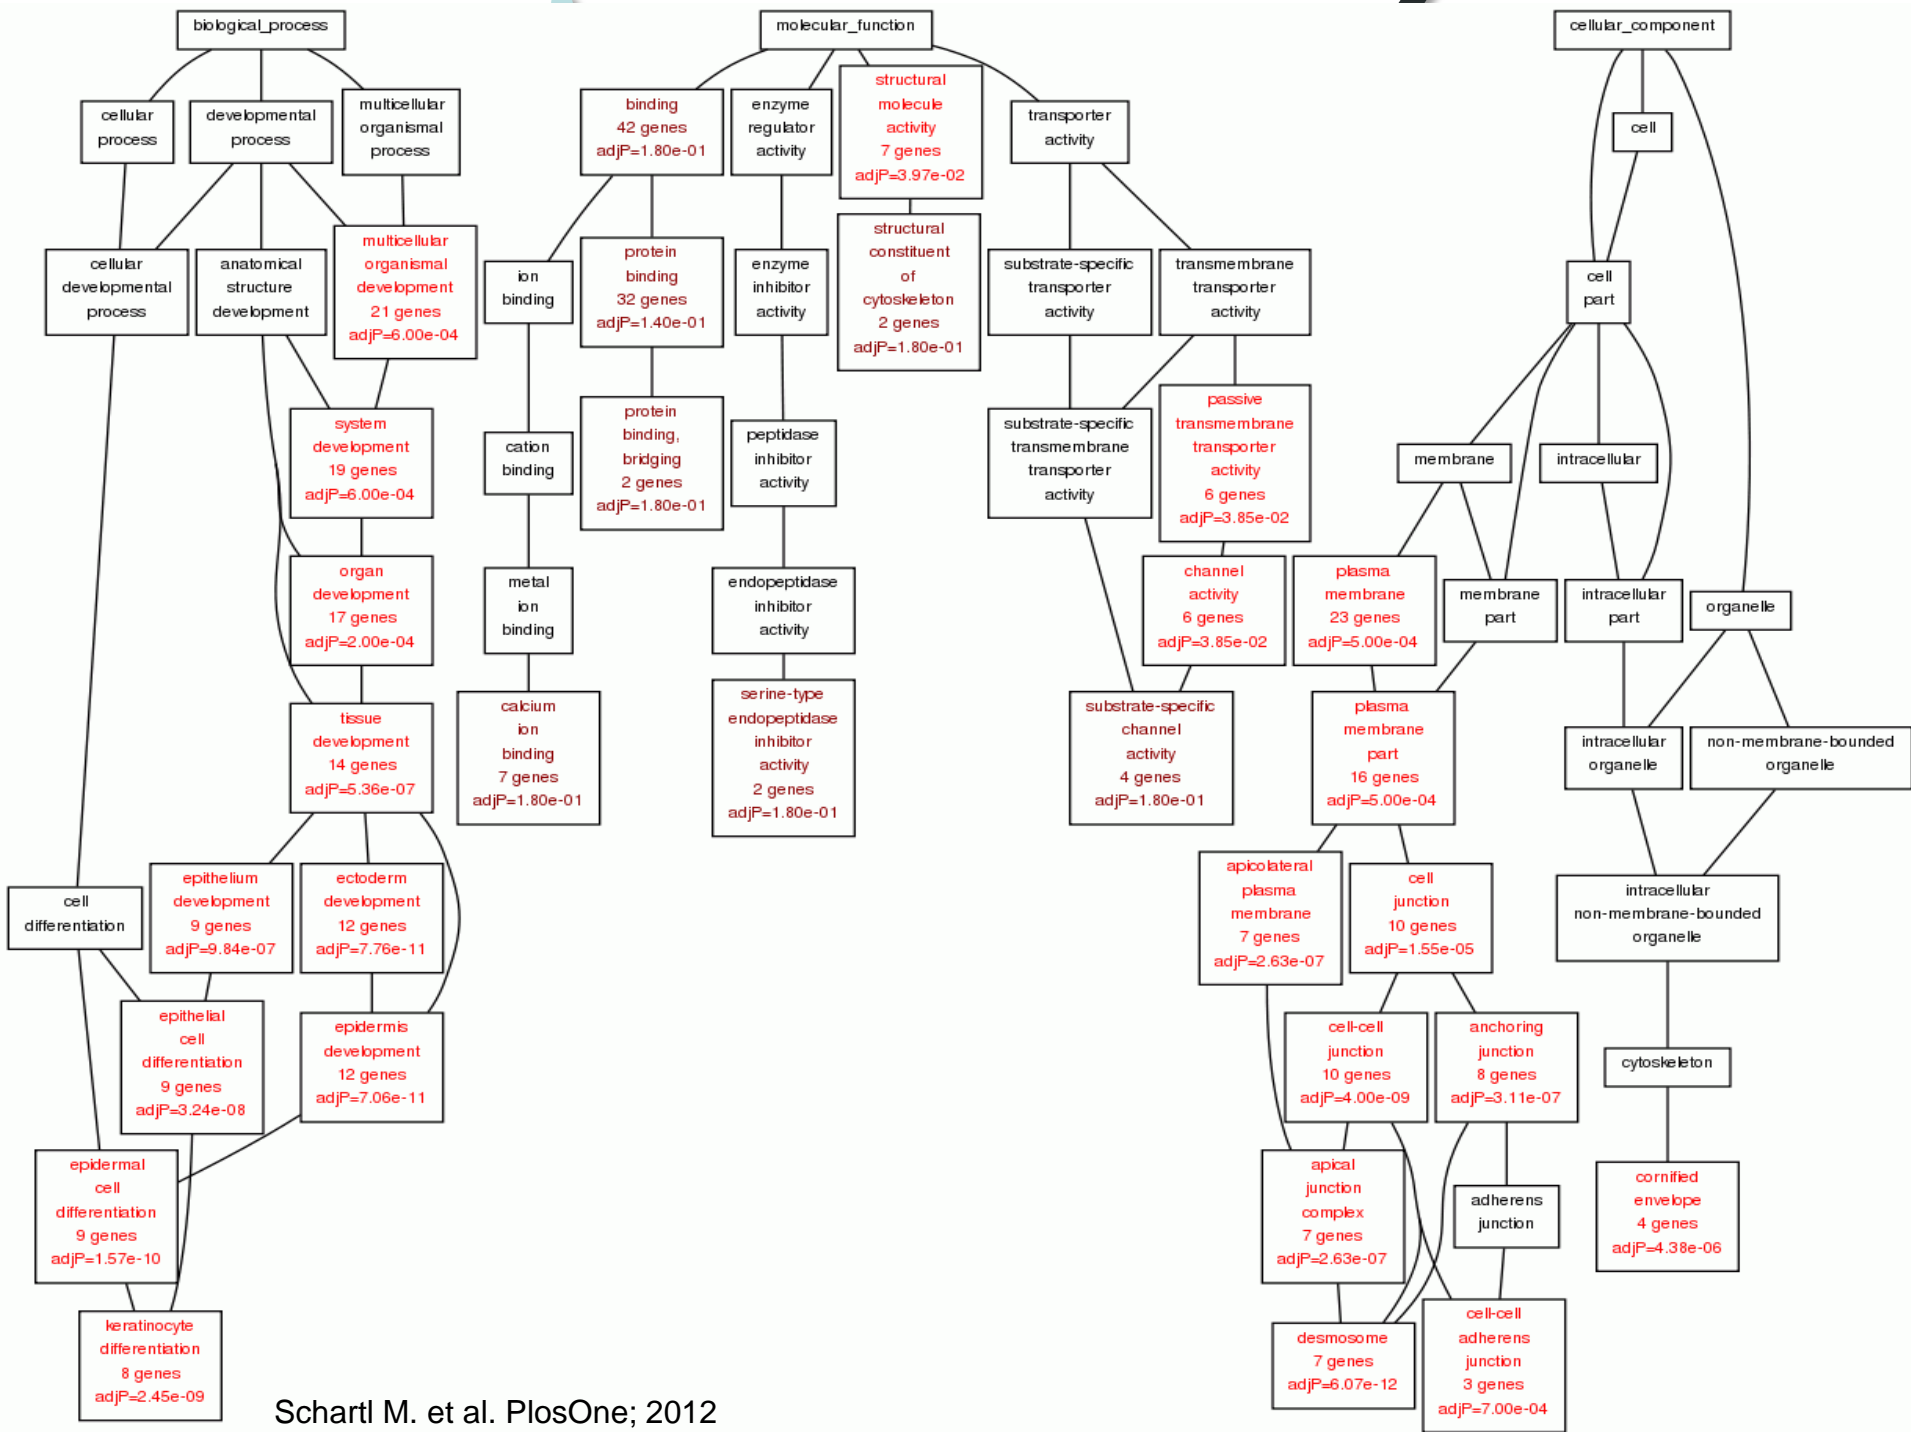 biological_process
molecular_function
cellular_component
cellular
process
developmental
process
multicellular
organismal
process
binding
42 genes
adjP=1.80e-01
enzyme
regulator
activity
structural
molecule
activity
7 genes
adjP=3.97e-02
transporter
activity
cell
cellular
developmental
process
anatomical
structure
development
multicellular
organismal
development
21 genes
adjP=6.00e-04
ion
binding
protein
binding
32 genes
adjP=1.40e-01
enzyme
inhibitor
activity
structural
constituent
of
cytoskeleton
2 genes
adjP=1.80e-01
substrate-specific
transporter
activity
transmembrane
transporter
activity
cell
part
system
development
19 genes
adjP=6.00e-04
cation
binding
protein
binding,
bridging
2 genes
adjP=1.80e-01
peptidase
inhibitor
activity
substrate-specific
transmembrane
transporter
activity
passive
transmembrane
transporter
activity
6 genes
adjP=3.85e-02
membrane
intracellular
organ
development
17 genes
adjP=2.00e-04
metal
ion
binding
endopeptidase
inhibitor
activity
channel
activity
6 genes
adjP=3.85e-02
plasma
membrane
23 genes
adjP=5.00e-04
membrane
part
intracellular
part
organelle
tissue
development
14 genes
adjP=5.36e-07
calcium
ion
binding
7 genes
adjP=1.80e-01
serine-type
endopeptidase
inhibitor
activity
2 genes
adjP=1.80e-01
substrate-specific
channel
activity
4 genes
adjP=1.80e-01
plasma
membrane
part
16 genes
adjP=5.00e-04
intracellular
organelle
non-membrane-bounded
organelle
cell
differentiation
epithelium
development
9 genes
adjP=9.84e-07
ectoderm
development
12 genes
adjP=7.76e-11
apicolateral
plasma
membrane
7 genes
adjP=2.63e-07
cell
junction
10 genes
adjP=1.55e-05
intracellular
non-membrane-bounded
organelle
epithelial
cell
differentiation
9 genes
adjP=3.24e-08
epidermis
development
12 genes
adjP=7.06e-11
cell-cell
junction
10 genes
adjP=4.00e-09
anchoring
junction
8 genes
adjP=3.11e-07
cytoskeleton
epidermal
cell
differentiation
9 genes
adjP=1.57e-10
apical
junction
complex
7 genes
adjP=2.63e-07
adherens
junction
cornified
envelope
4 genes
adjP=4.38e-06
keratinocyte
differentiation
8 genes
adjP=2.45e-09
desmosome
7 genes
adjP=6.07e-12
cell-cell
adherens
junction
3 genes
adjP=7.00e-04
Schartl M. et al. PlosOne; 2012